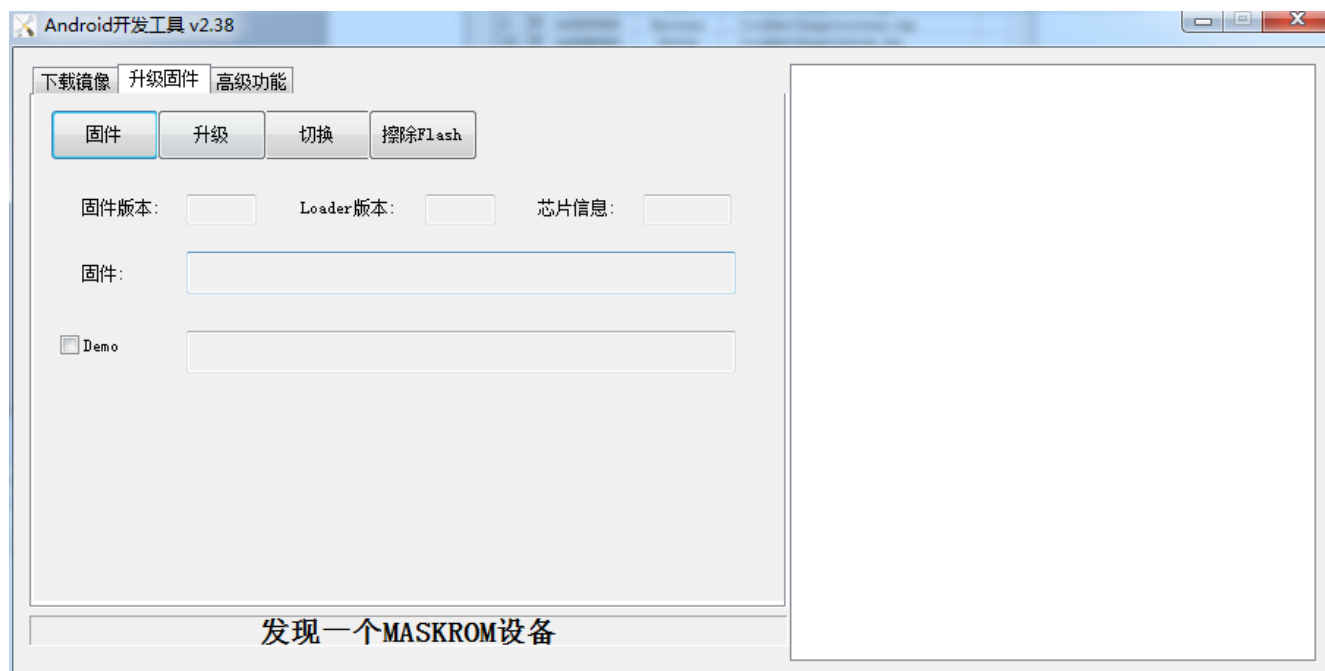 Android开发工具 v2.38
下载镜像 升级固件 高级功能
固件 升级 切换 擦除Flash
固件版本: Loader版本: 芯片信息:
固件:
Demo
发现一个MASKROM设备